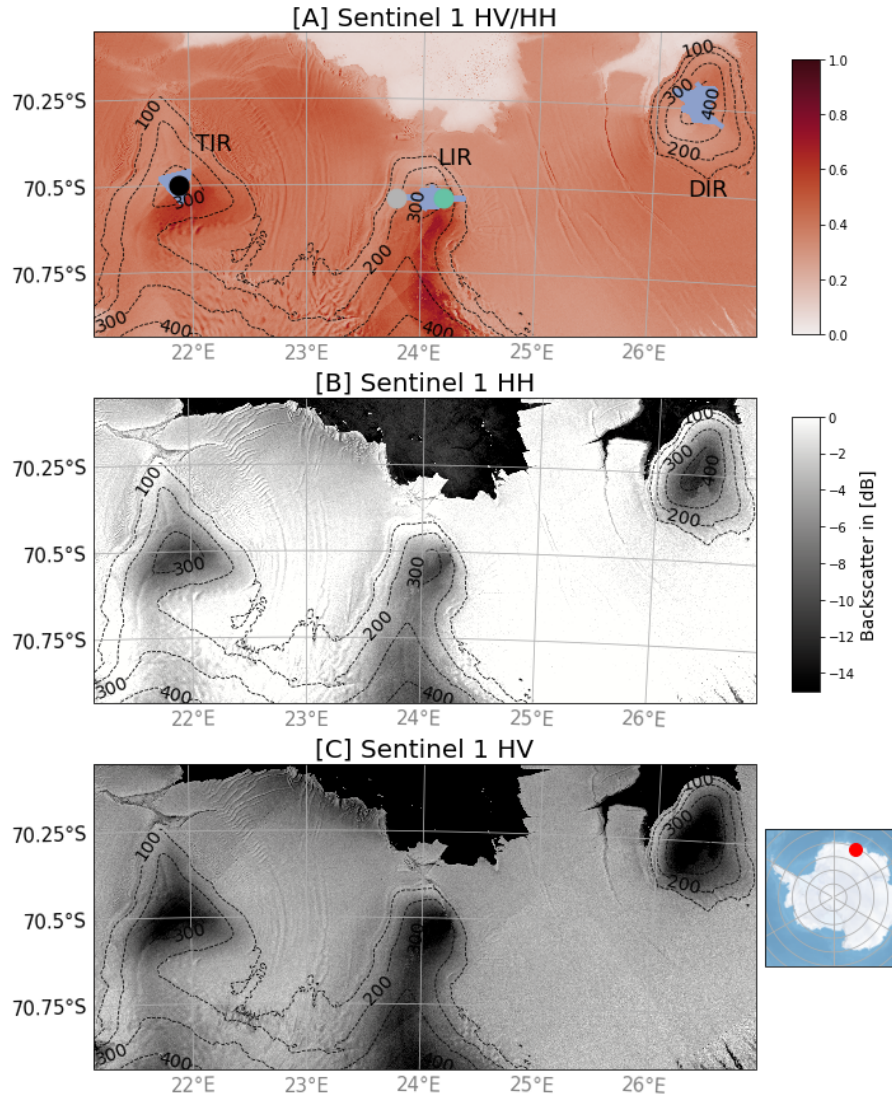 [A] Sentinel 1 HV/HH
100
TIR
300
300
400
LIR
300
200
400
100
300
400
200
DIR
70.25°S
70.5°S
70.75°S
22°E
23°E
24°E
25°E
26°E
1.0
0.8
0.6
0.4
0.2
0.0
[B] Sentinel 1 HH
100
300
300
400
300
200
100
300
400
200
70.25°S
70.5°S
70.75°S
22°E
23°E
24°E
25°E
26°E
0
−2
−4
−6
−8
−10
−12
−14
Backscatter in [dB]
[C] Sentinel 1 HV
100
300
300
400
300
200
100
300
200
70.25°S
70.5°S
70.75°S
22°E
23°E
24°E
25°E
26°E